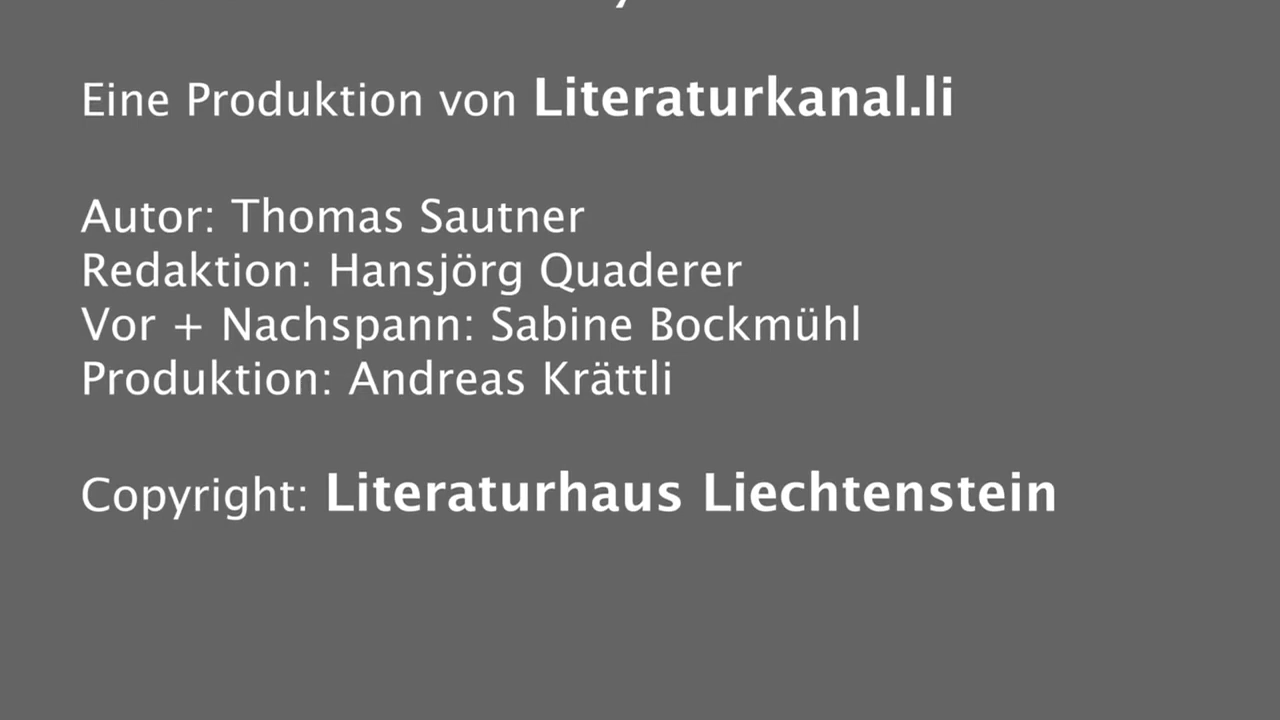 Eine Produktion von Literaturkanal.li
Autor: Thomas Sautner
Redaktion: Hansjörg Quaderer
Vor + Nachspann: Sabine Bockmühl
Produktion: Andreas Krättli
Copyright: Literaturhaus Liechtenstein